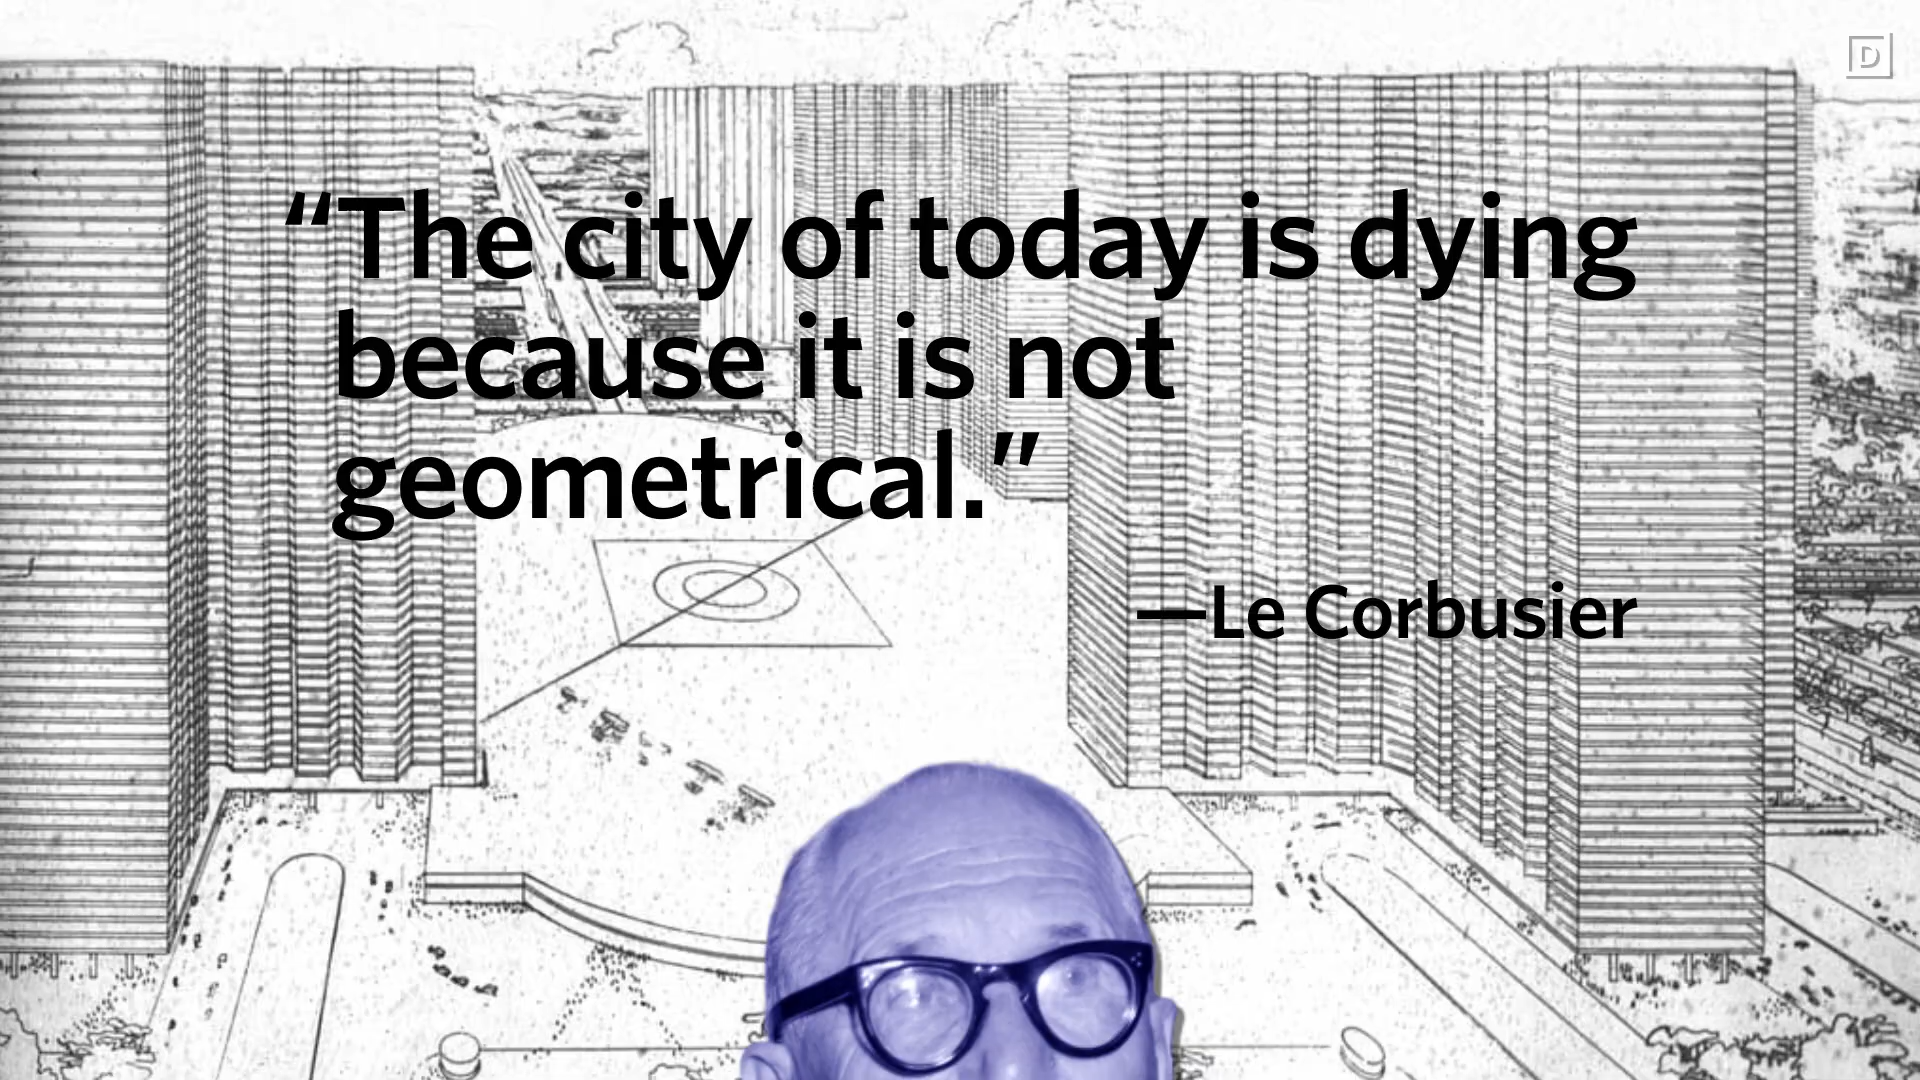 D
“The city of today is dying
because it is not
geometrical.”
—Le Corbusier